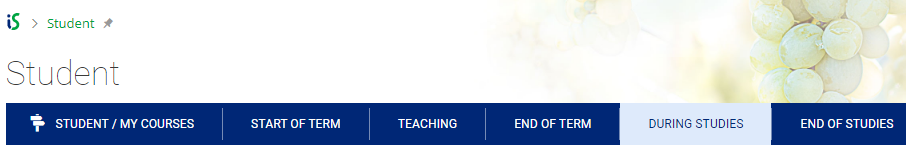 iS Student
Student
STUDENT / MY COURSES START OF TERM TEACHING END OF TERM DURING STUDIES END OF STUDIES